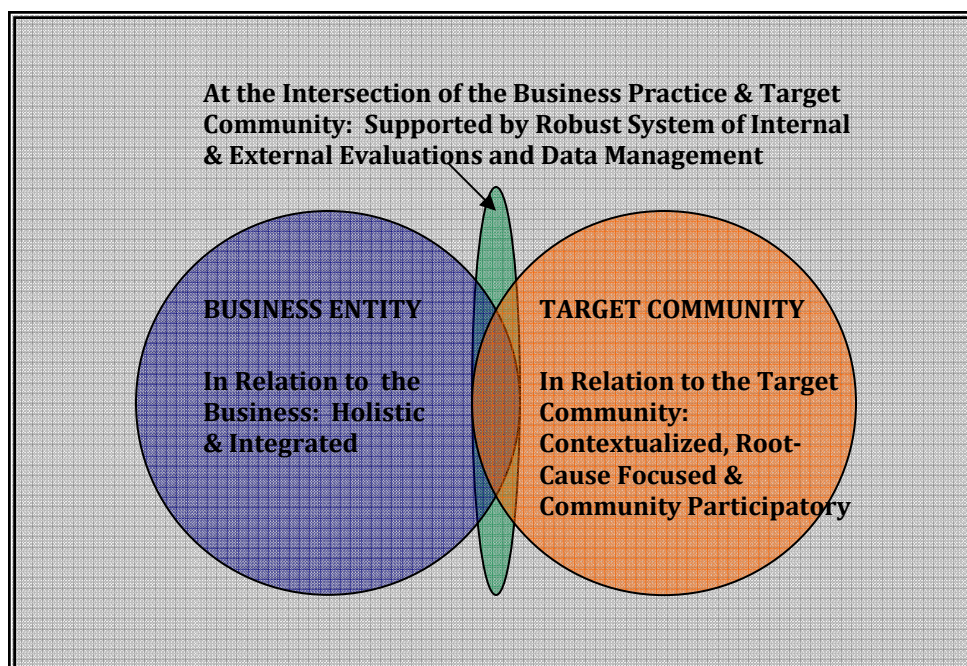 At the Intersection of the Business Practice & Target
Community:  Supported by Robust System of Internal
& External Evaluations and Data Management
BUSINESS ENTITY
In Relation to  the
Business:  Holistic
& Integrated
TARGET COMMUNITY
In Relation to the Target
Community:
Contextualized, Root-
Cause Focused &
Community Participatory